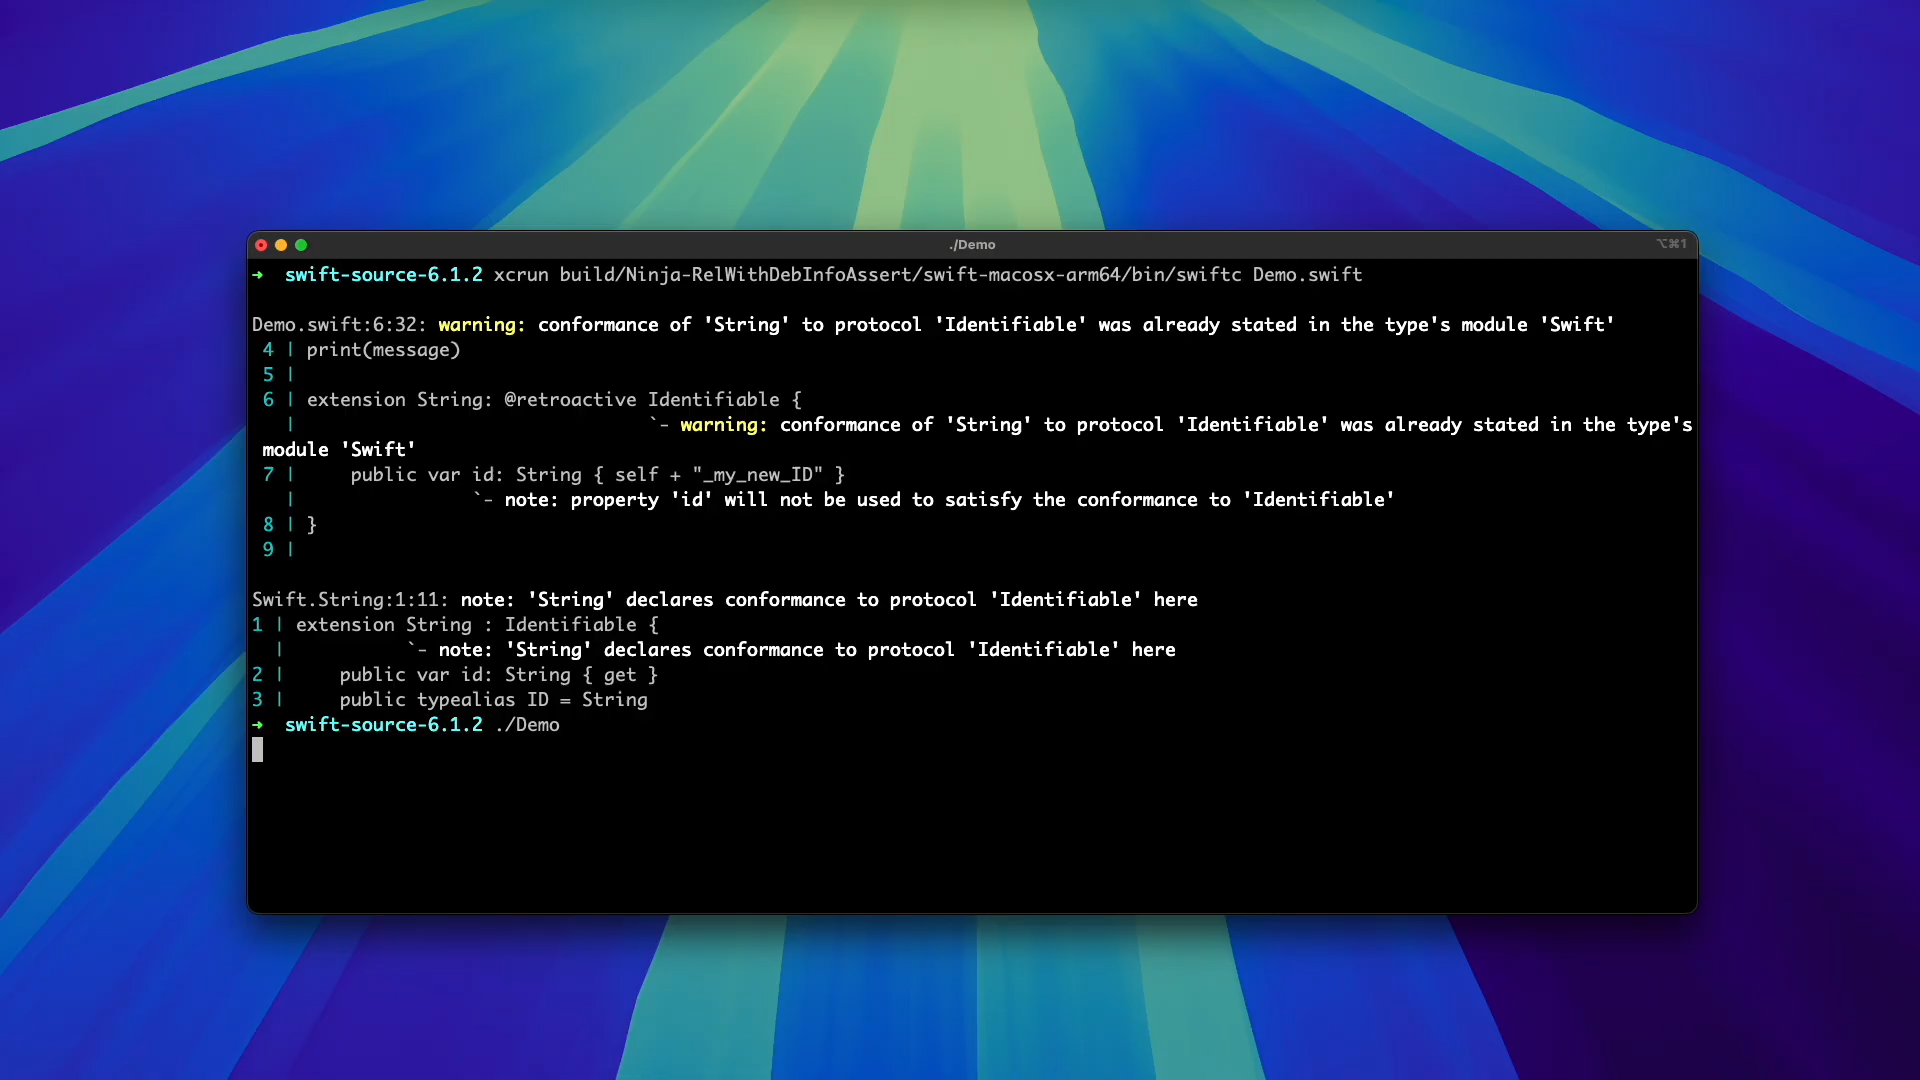 ./Demo
⌥⌘1
➜  swift-source-6.1.2 xcrun build/Ninja-RelWithDebInfoAssert/swift-macosx-arm64/bin/swiftc Demo.swift
Demo.swift:6:32: warning: conformance of 'String' to protocol 'Identifiable' was already stated in the type's module 'Swift'
 4 | print(message)
 5 |
 6 | extension String: @retroactive Identifiable {
   |                                `- warning: conformance of 'String' to protocol 'Identifiable' was already stated in the type's
 module 'Swift'
 7 |     public var id: String { self + "_my_new_ID" }
   |                `- note: property 'id' will not be used to satisfy the conformance to 'Identifiable'
 8 | }
 9 |
Swift.String:1:11: note: 'String' declares conformance to protocol 'Identifiable' here
1 | extension String : Identifiable {
  |           `- note: 'String' declares conformance to protocol 'Identifiable' here
2 |     public var id: String { get }
3 |     public typealias ID = String
➜  swift-source-6.1.2 ./Demo